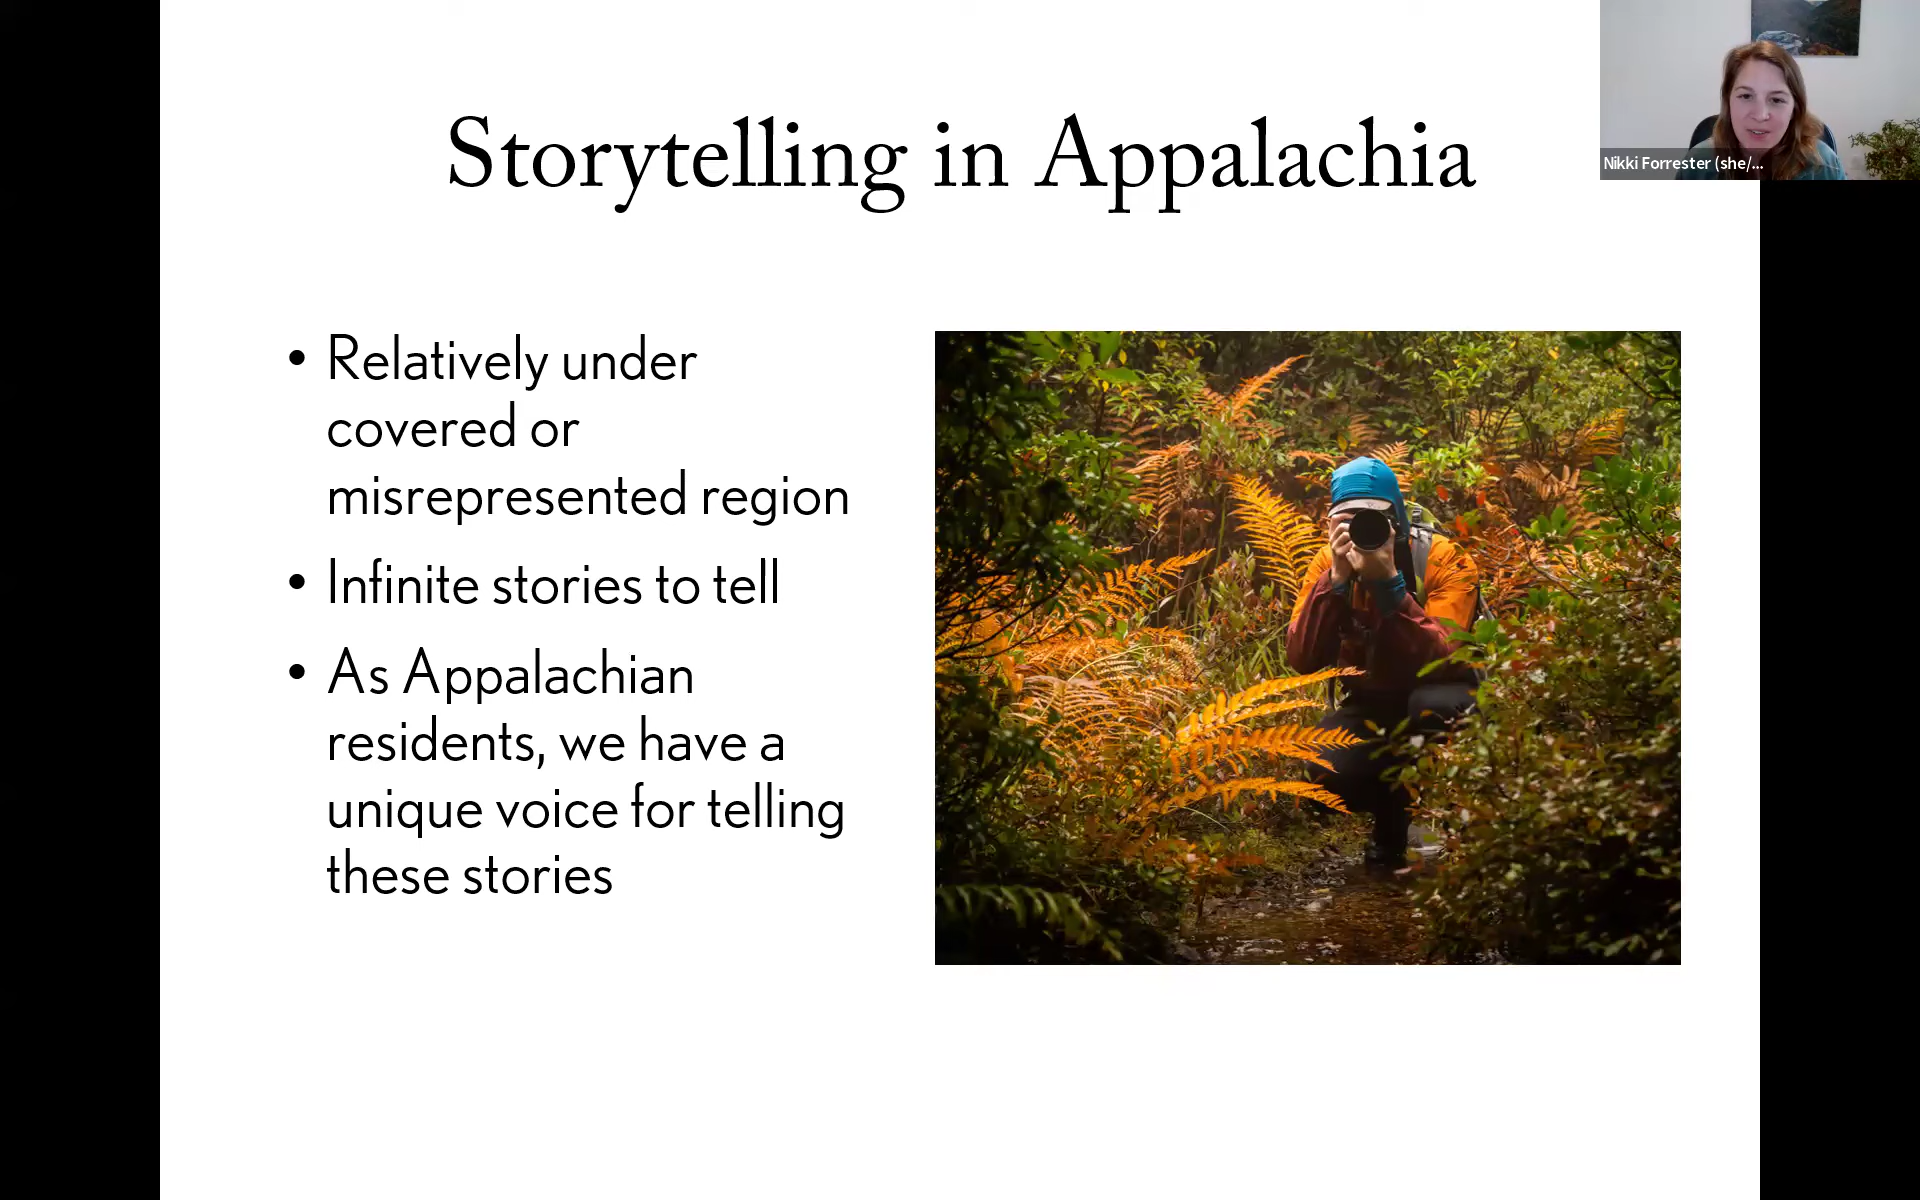 Storytelling in Appalachia
Nikki Forrester (she/...
• Relatively under
covered or
misrepresented region
• Infinite stories to tell
• As Appalachian
residents, we have a
unique voice for telling
these stories